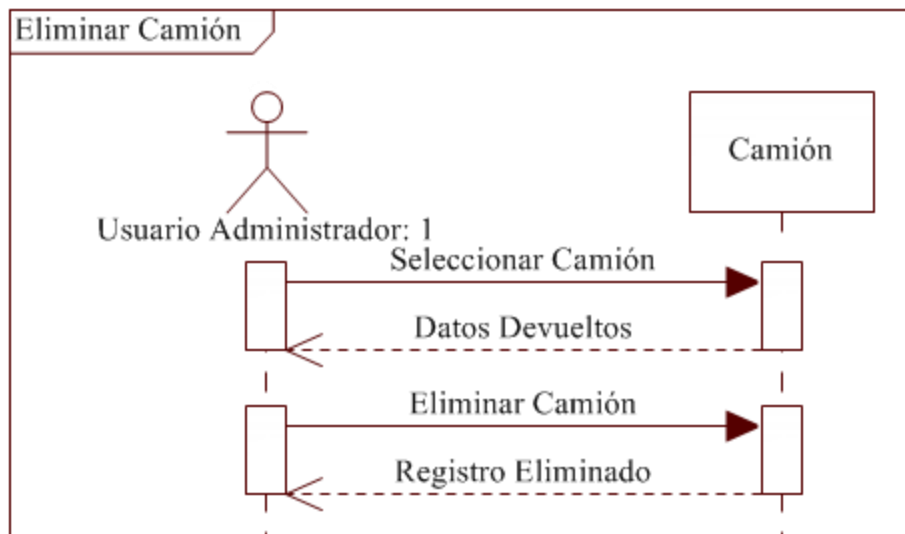 Eliminar Camión
Camión
Usuario Administrador: 1
Seleccionar Camión
Datos Devueltos
Eliminar Camión
Registro Eliminado